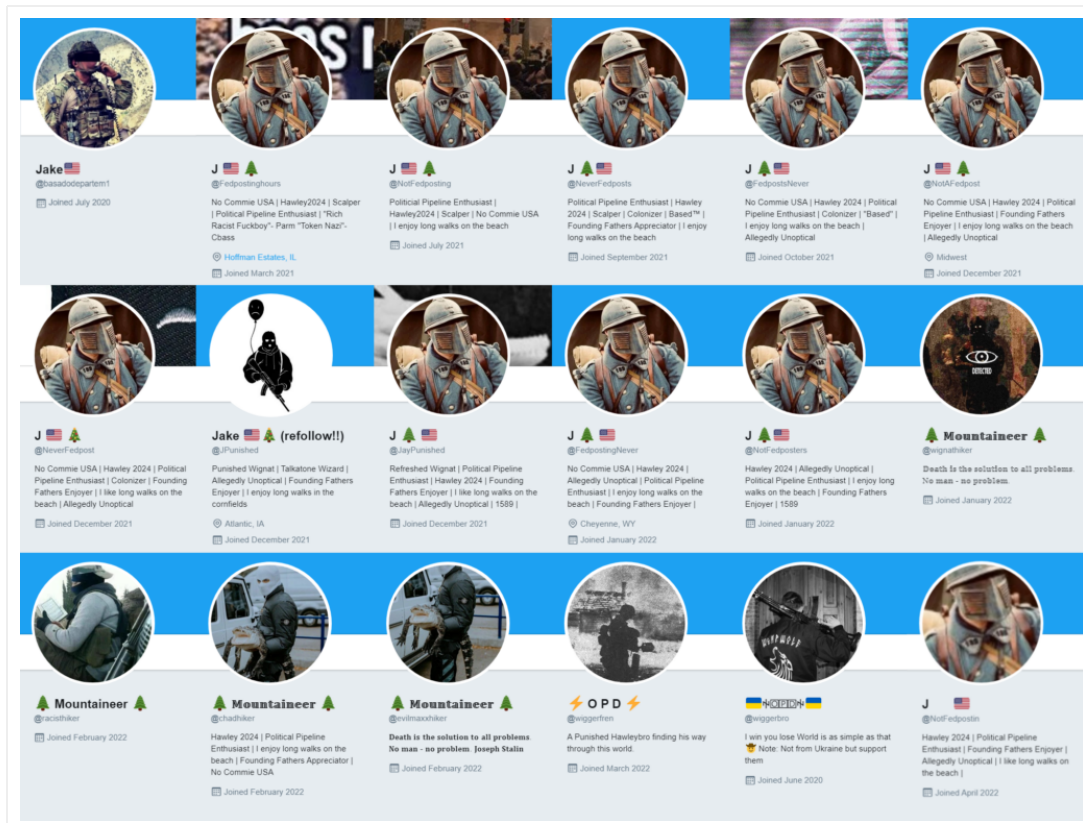 Jake🇺🇸
@basadodepartem1
Joined July 2020
J 🇺🇸 🌲
@Fedpostinghours
No Commie USA | Hawley2024 | Scalper
| Political Pipeline Enthusiast | "Rich
Racist Fuckboy"- Parm "Token Nazi"-
Cbass
Hoffman Estates, IL
Joined March 2021
J 🇺🇸 🌲
@NotFedposting
Political Pipeline Enthusiast |
Hawley2024 | Scalper | No Commie USA
| I enjoy long walks on the beach
Joined July 2021
J 🌲🇺🇸
@NeverFedposts
Political Pipeline Enthusiast | Hawley
2024 | Scalper | Colonizer | Based™ |
Founding Fathers Appreciator | I enjoy
long walks on the beach
Joined September 2021
J 🌲🇺🇸
@FedpostsNever
No Commie USA | Hawley 2024 | Political
Pipeline Enthusiast | Colonizer | "Based" |
I enjoy long walks on the beach |
Allegedly Unoptical
Joined October 2021
J 🇺🇸 🌲
@NotAFedpost
No Commie USA | Hawley 2024 | Political
Pipeline Enthusiast | Founding Fathers
Enjoyer | I enjoy long walks on the beach
| Allegedly Unoptical
Midwest
Joined December 2021
J 🇺🇸 🎄
@NeverFedpost
No Commie USA | Hawley 2024 | Political
Pipeline Enthusiast | Colonizer | Founding
Fathers Enjoyer | I like long walks on the
beach | Allegedly Unoptical
Joined December 2021
Jake 🇺🇸🎄 (refollow!!)
@JPunished
Punished Wignat | Talkatone Wizard |
Allegedly Unoptical | Founding Fathers
Enjoyer | I enjoy long walks in the
cornfields
Atlantic, IA
Joined December 2021
J 🌲🇺🇸
@JayPunished
Refreshed Wignat | Political Pipeline
Enthusiast | Hawley 2024 | Founding
Fathers Enjoyer | I like long walks on the
beach | Allegedly Unoptical | 1589 |
Joined December 2021
J 🌲🇺🇸
@FedpostingNever
No Commie USA | Hawley 2024 |
Allegedly Unoptical | Political Pipeline
Enthusiast | I enjoy long walks on the
beach | Founding Fathers Enjoyer |
Cheyenne, WY
Joined January 2022
J 🌲🇺🇸
@NotFedposters
Hawley 2024 | Allegedly Unoptical |
Political Pipeline Enthusiast | I enjoy long
walks on the beach | Founding Fathers
Enjoyer | 1589
Joined January 2022
DETECTED
🌲 Mountaineer 🌲
@wignathiker
Death is the solution to all problems.
No man - no problem.
Joined January 2022
🌲 Mountaineer 🌲
@racisthiker
Joined February 2022
🌲 Mountaineer 🌲
@chadhiker
Hawley 2024 | Political Pipeline
Enthusiast | I enjoy long walks on the
beach | Founding Fathers Appreciator |
No Commie USA
Joined February 2022
🌲 Mountaineer 🌲
@evilmaxxhiker
Death is the solution to all problems.
No man - no problem. Joseph Stalin
Joined February 2022
⚡ O P D ⚡
@wiggerfren
A Punished Hawleybro finding his way
through this world.
Joined March 2022
@wiggerbro
I win you lose World is as simple as that
🤠 Note: Not from Ukraine but support
them
Joined June 2020
J 🇺🇸
@NotFedpostin
Hawley 2024 | Political Pipeline
Enthusiast | Founding Fathers Enjoyer |
Allegedly Unoptical | I like long walks on
the beach |
Joined April 2022